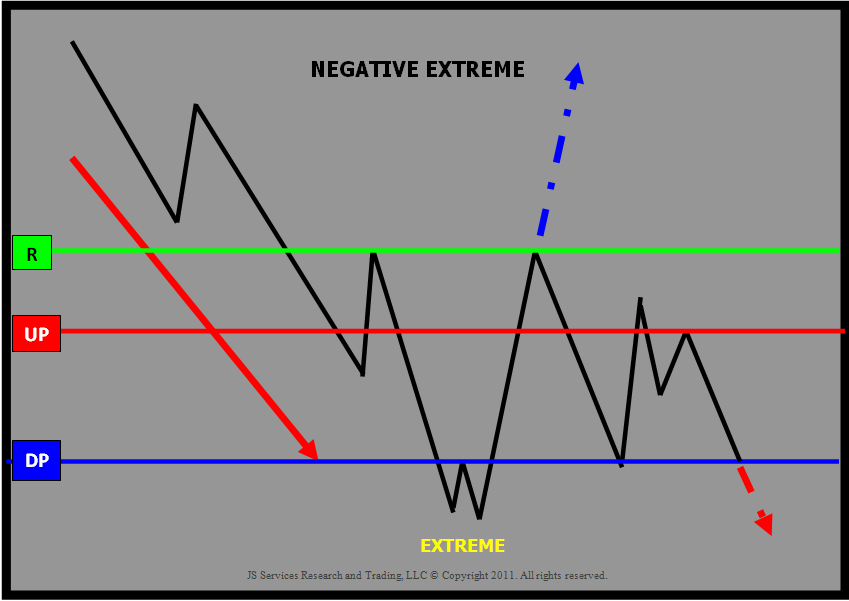 NEGATIVE EXTREME
R
UP
DP
EXTREME
JS Services Research and Trading, LLC © Copyright 2011. All rights reserved.